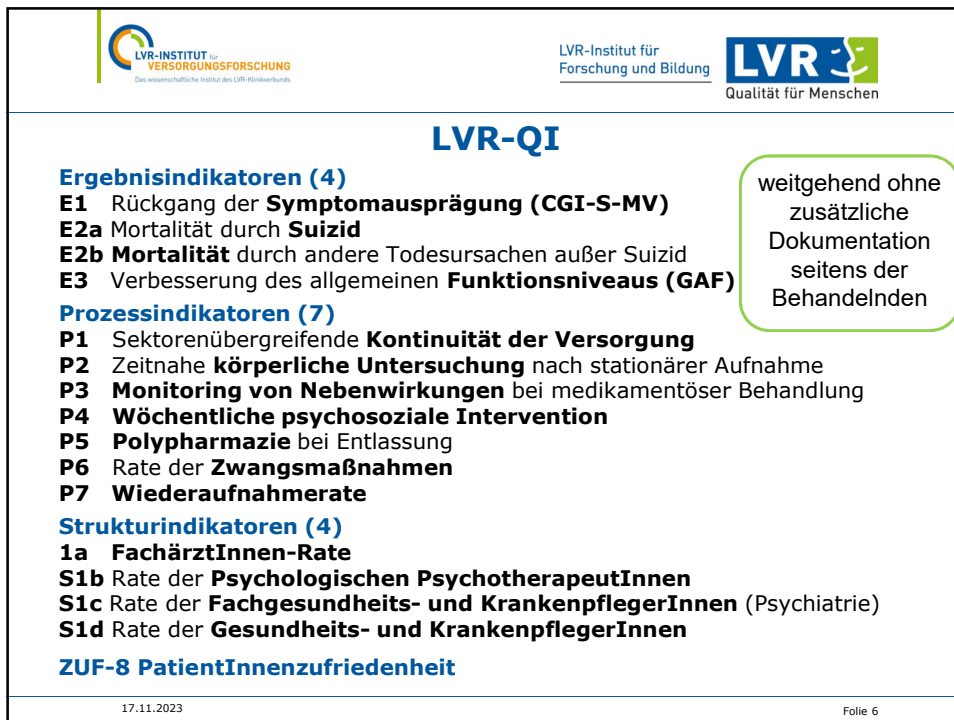 LVR-INSTITUT für
VERSORGUNGSFORSCHUNG
Das wissenschaftliche Institut des LVR-Klinikverbunds
LVR-Institut für
Forschung und Bildung
LVR
Qualität für Menschen
LVR-QI
Ergebnisindikatoren (4)
E1 Rückgang der Symptomausprägung (CGI-S-MV)
E2a Mortalität durch Suizid
E2b Mortalität durch andere Todesursachen außer Suizid
E3 Verbesserung des allgemeinen Funktionsniveaus (GAF)
weitgehend ohne
zusätzliche
Dokumentation
seitens der
Behandelnden
Prozessindikatoren (7)
P1 Sektorenübergreifende Kontinuität der Versorgung
P2 Zeitnahe körperliche Untersuchung nach stationärer Aufnahme
P3 Monitoring von Nebenwirkungen bei medikamentöser Behandlung
P4 Wöchentliche psychosoziale Intervention
P5 Polypharmazie bei Entlassung
P6 Rate der Zwangsmaßnahmen
P7 Wiederaufnahmerate
Strukturindikatoren (4)
1a FachärztInnen-Rate
S1b Rate der Psychologischen PsychotherapeutInnen
S1c Rate der Fachgesundheits- und KrankenpflegerInnen (Psychiatrie)
S1d Rate der Gesundheits- und KrankenpflegerInnen
ZUF-8 PatientInnenzufriedenheit
17.11.2023
Folie 6